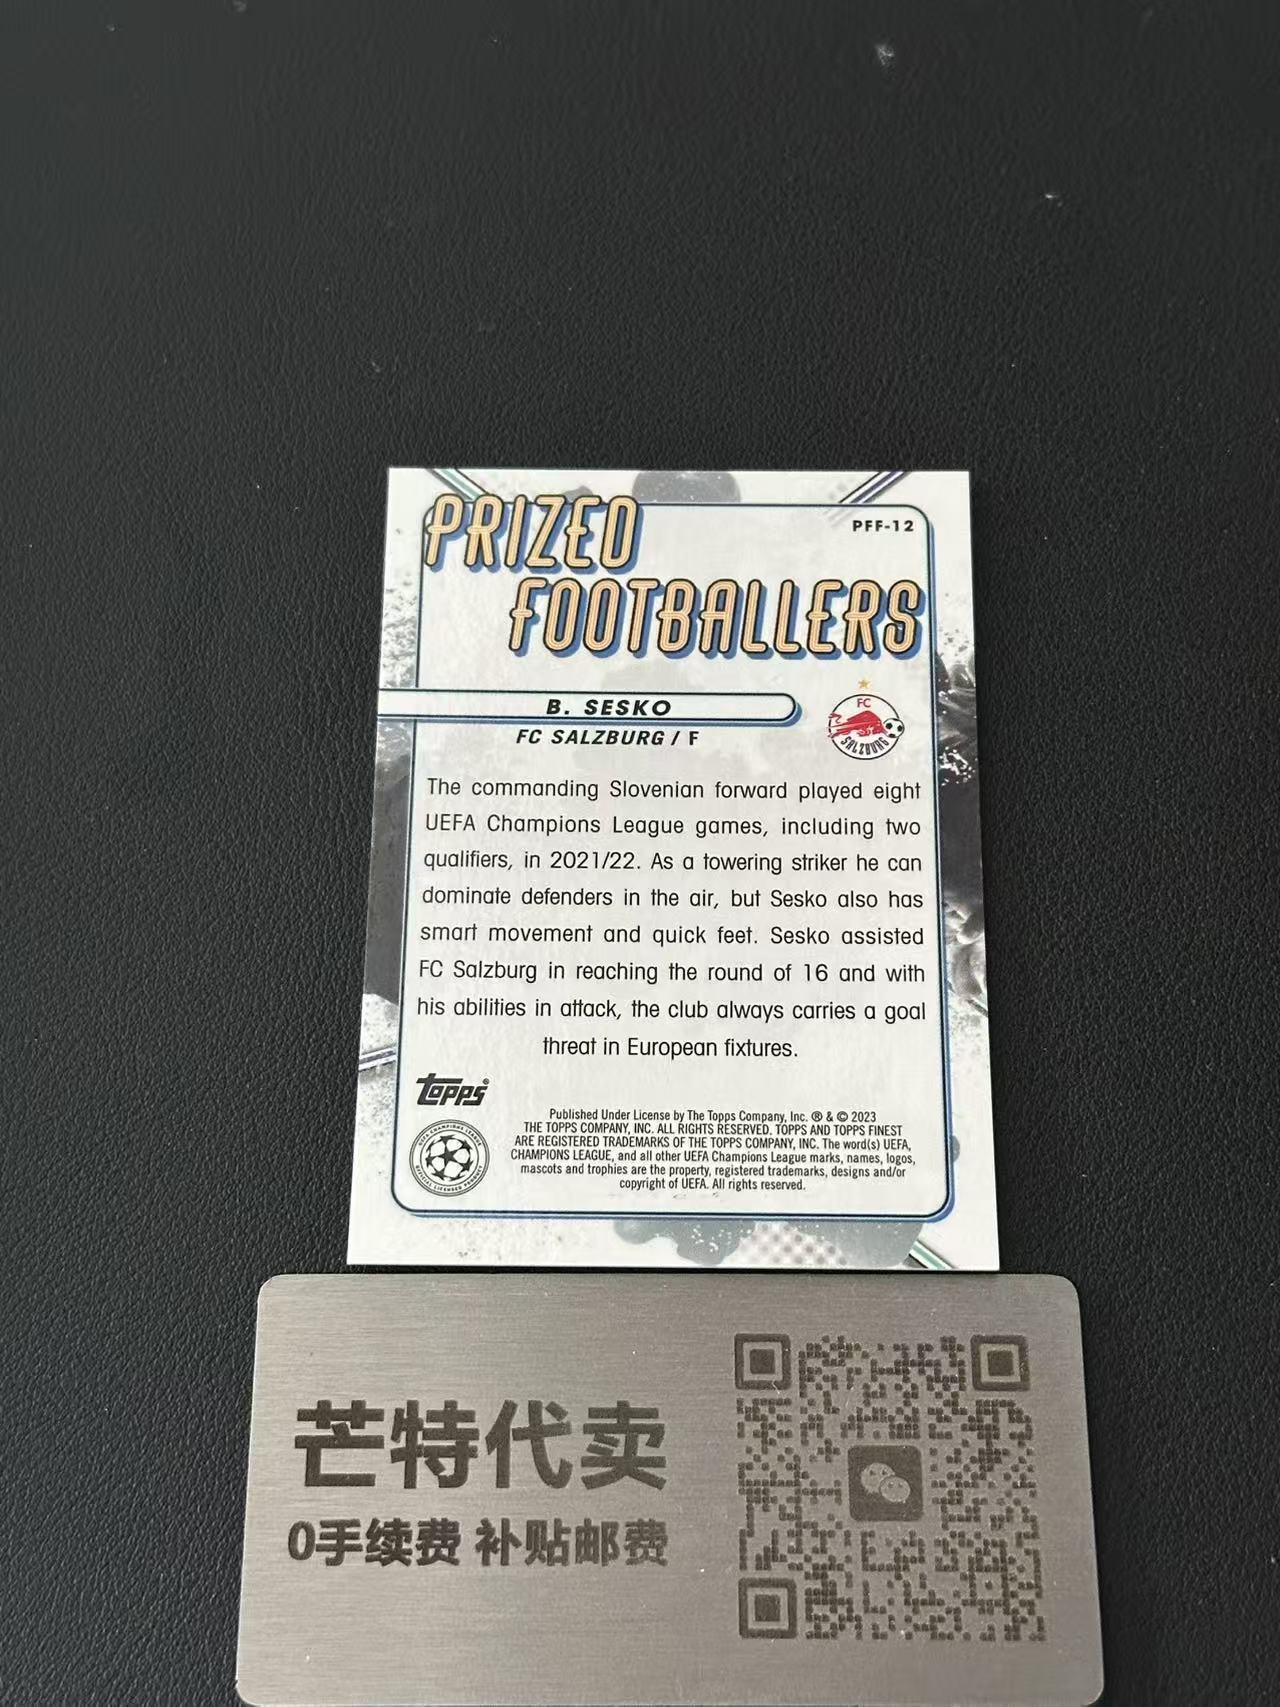 PRIZED
FOOTBALLERS
PFF-12
B. SESKO
FC SALZBURG / F
FC
SALZBURG
The commanding Slovenian forward played eight
UEFA Champions League games, including two
qualifiers, in 2021/22. As a towering striker he can
dominate defenders in the air, but Sesko also has
smart movement and quick feet. Sesko assisted
FC Salzburg in reaching the round of 16 and with
his abilities in attack, the club always carries a goal
threat in European fixtures.
Topps®
UEFA CHAMPIONS LEAGUE
OFFICIAL LICENSED PRODUCT
Published Under License by The Topps Company, Inc. ® & © 2023
THE TOPPS COMPANY, INC. ALL RIGHTS RESERVED. TOPPS AND TOPPS FINEST
ARE REGISTERED TRADEMARKS OF THE TOPPS COMPANY, INC. The word(s) UEFA,
CHAMPIONS LEAGUE, and all other UEFA Champions League marks, names, logos,
mascots and trophies are the property, registered trademarks, designs and/or
copyright of UEFA. All rights reserved.
芒特代卖
0手续费 补贴邮费